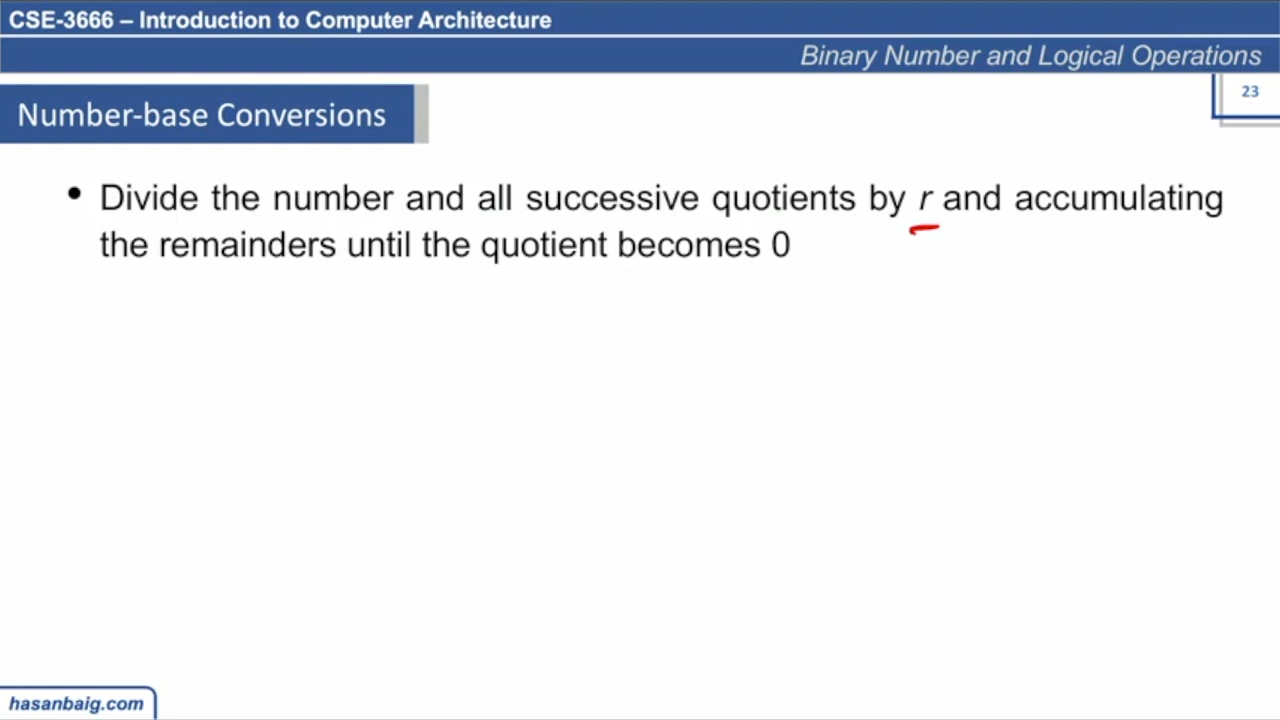 CSE-3666 – Introduction to Computer Architecture
Binary Number and Logical Operations
Number-base Conversions
23
• Divide the number and all successive quotients by r and accumulating
the remainders until the quotient becomes 0
hasanbaig.com